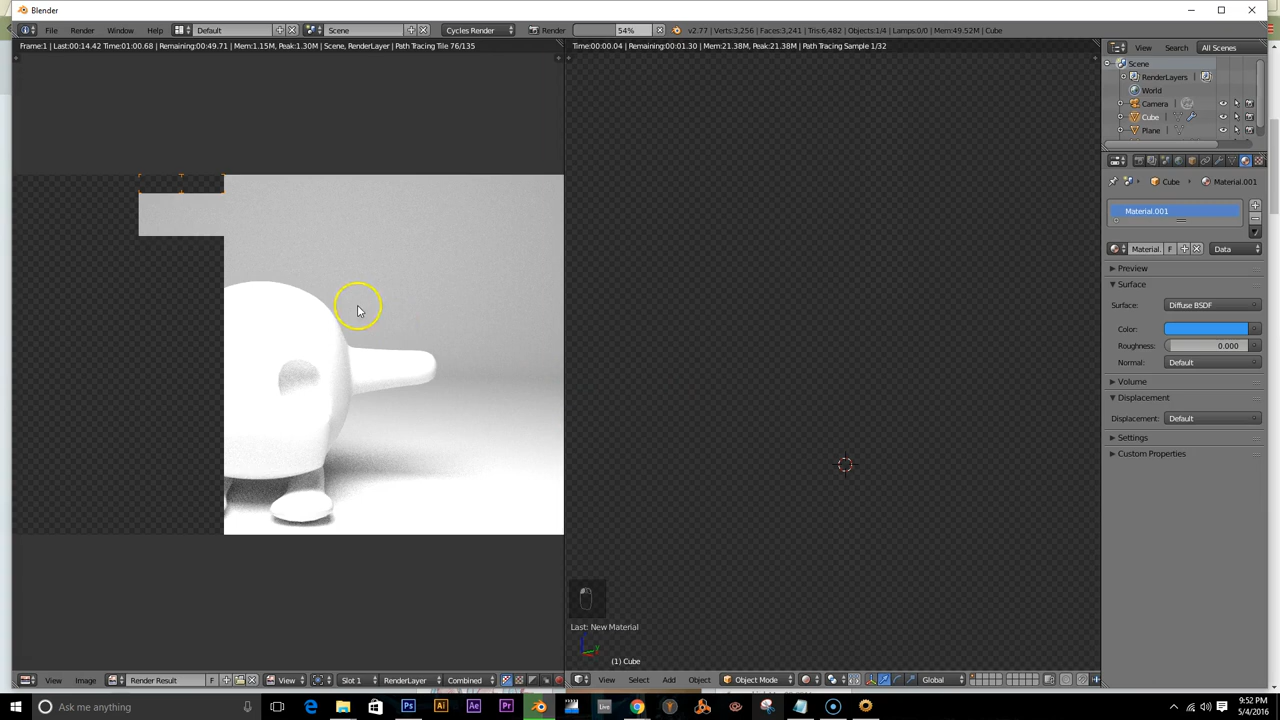 Blender
File Render Window Help Default Scene Cycles Render Render 54% v2.77 | Verts:3,256 | Faces:3,241 | Tris:6,482 | Objects:1/4 | Lamps:0/0 | Mem:49.52M | Cube
Frame:1 | Last:00:14.42 Time:01:00.68 | Remaining:00:49.71 | Mem:1.15M, Peak:1.30M | Scene, RenderLayer | Path Tracing Tile 76/135
Time:00:00.04 | Remaining:00:01.30 | Mem:21.38M, Peak:21.38M | Path Tracing Sample 1/32
View Search All Scenes
Scene
RenderLayers
World
Camera
Cube
Plane
Cube Material.001
Material.001
Material. F Data
Preview
Surface
Surface: Diffuse BSDF
Color:
Roughness: 0.000
Normal: Default
Volume
Displacement
Displacement: Default
Settings
Custom Properties
Last: New Material
(1) Cube
View Image Render Result F View Slot 1 RenderLayer Combined
View Select Add Object Object Mode Global
Ask me anything
Ps Ai Ae Pr Live
9:52 PM
5/4/2016